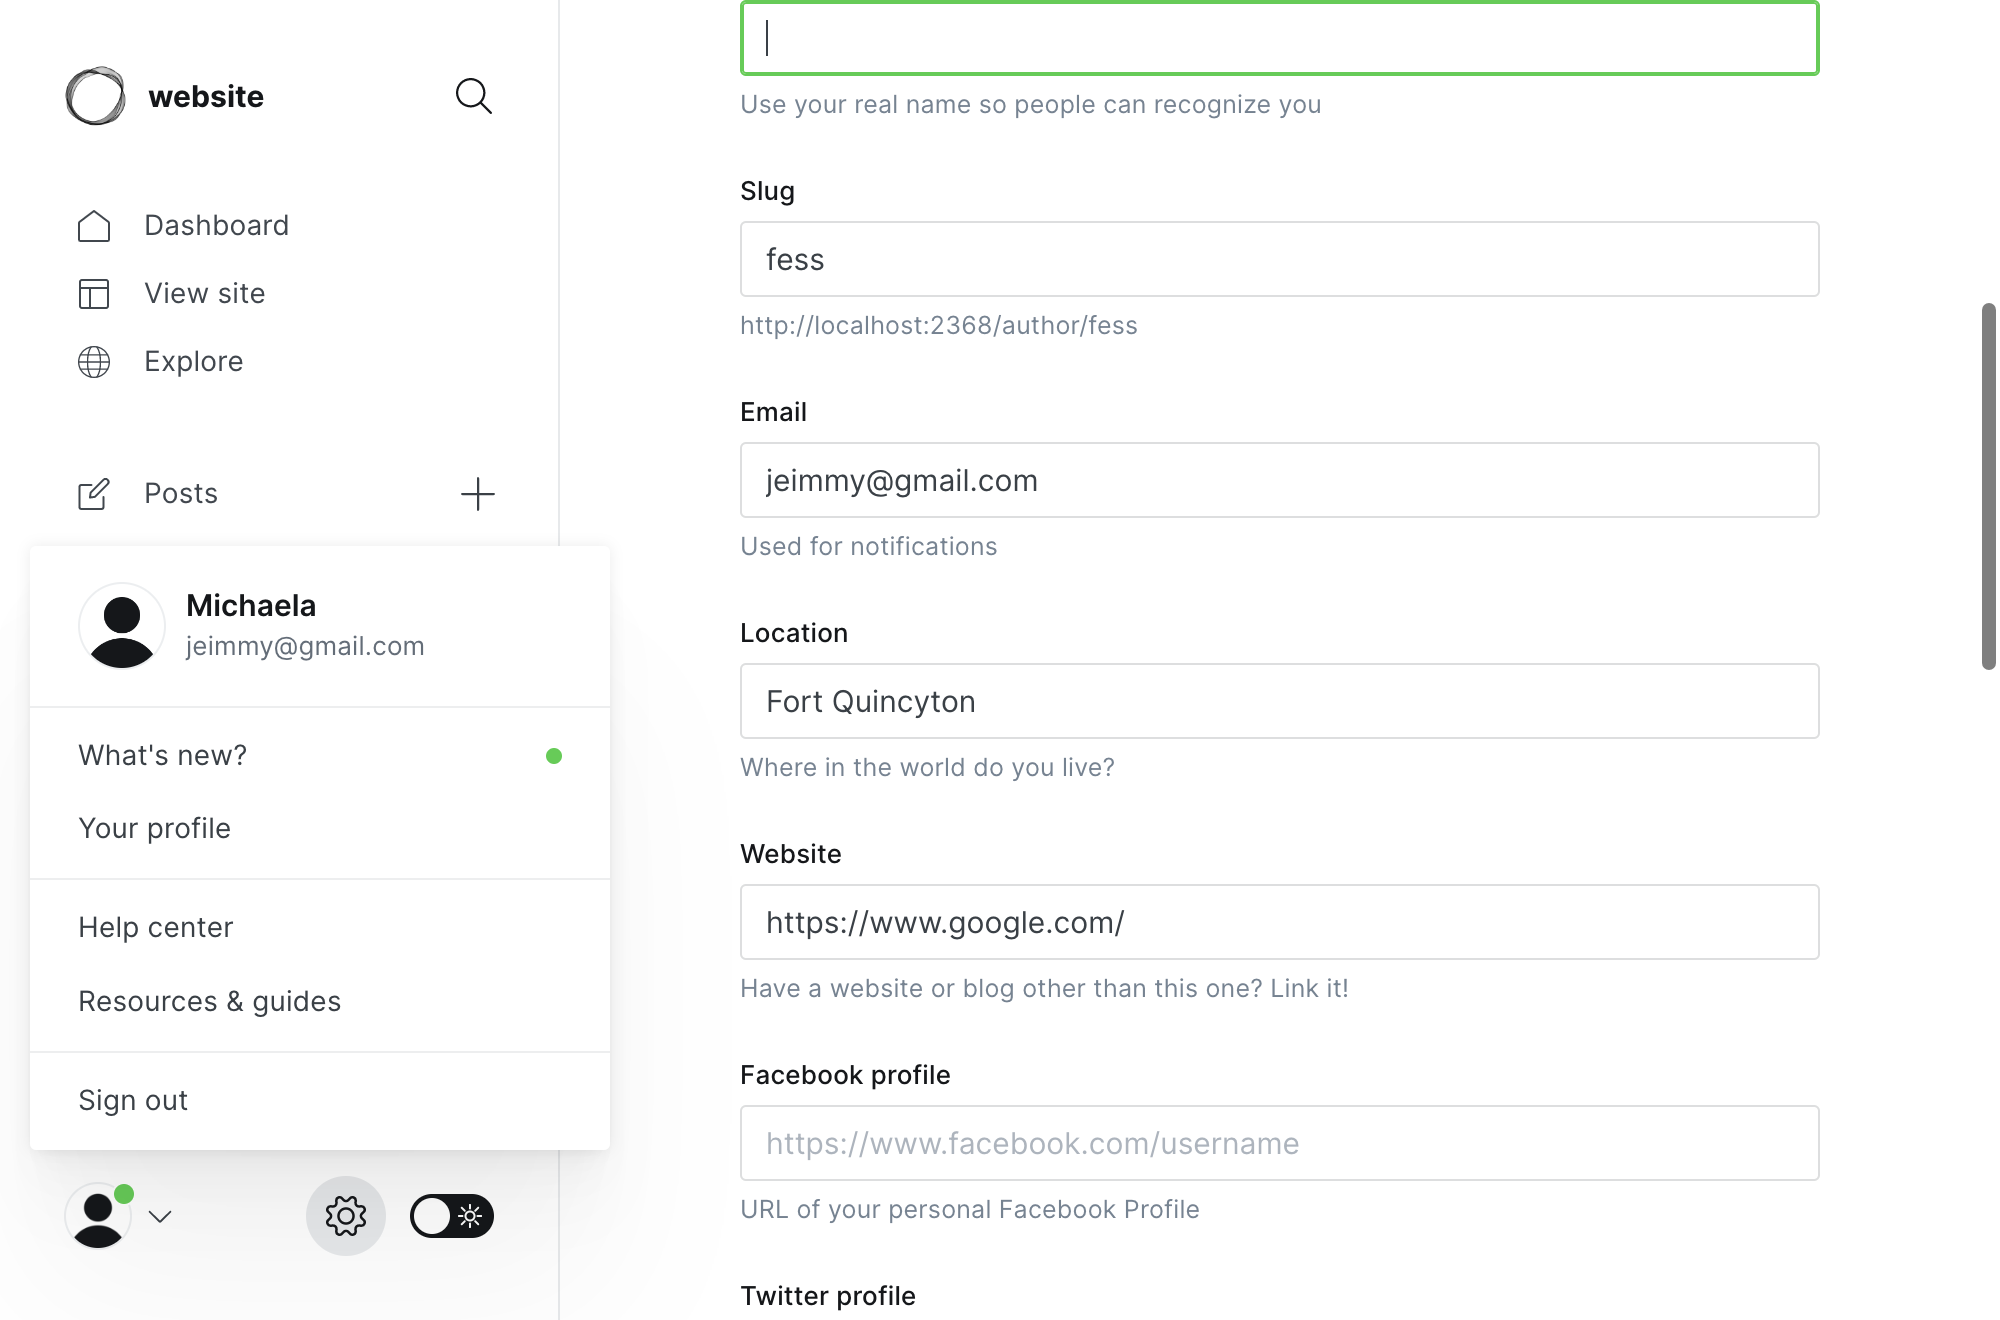 website
Dashboard
View site
Explore
Posts
Michaela
jeimmy@gmail.com
What's new?
Your profile
Help center
Resources & guides
Sign out
Use your real name so people can recognize you
Slug
fess
http://localhost:2368/author/fess
Email
jeimmy@gmail.com
Used for notifications
Location
Fort Quincyton
Where in the world do you live?
Website
https://www.google.com/
Have a website or blog other than this one? Link it!
Facebook profile
https://www.facebook.com/username
URL of your personal Facebook Profile
Twitter profile